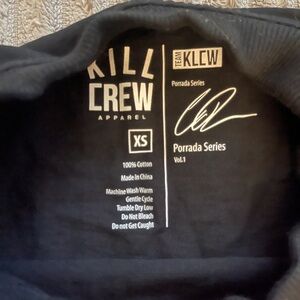 KILL
CREW
APPAREL
XS
100% Cotton
Made in China
Machine Wash Warm
Gentle Cycle
Tumble Dry Low
Do Not Bleach
Do not Get Caught
TEAM KLCW
Porrada Series
Porrada Series
Vol.1